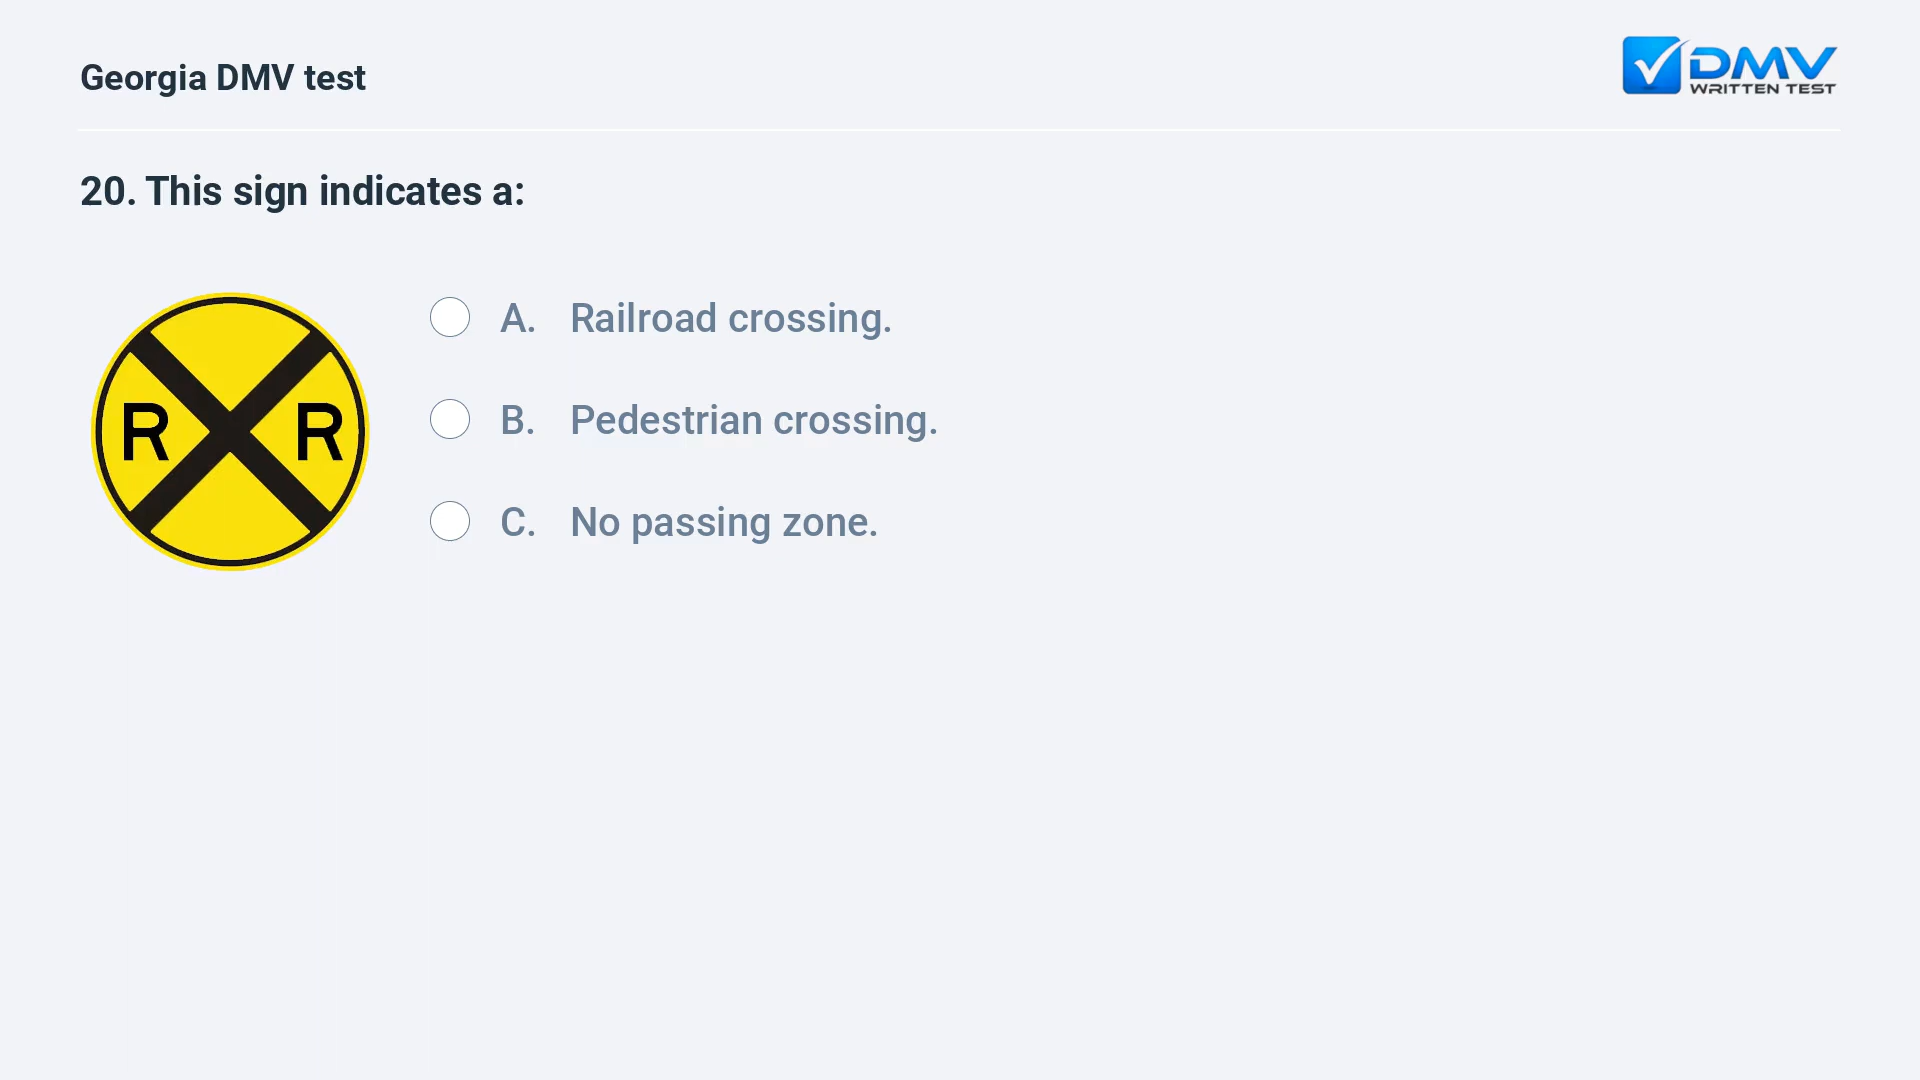 Georgia DMV test
DMV
WRITTEN TEST
20. This sign indicates a:
R R
A. Railroad crossing.
B. Pedestrian crossing.
C. No passing zone.